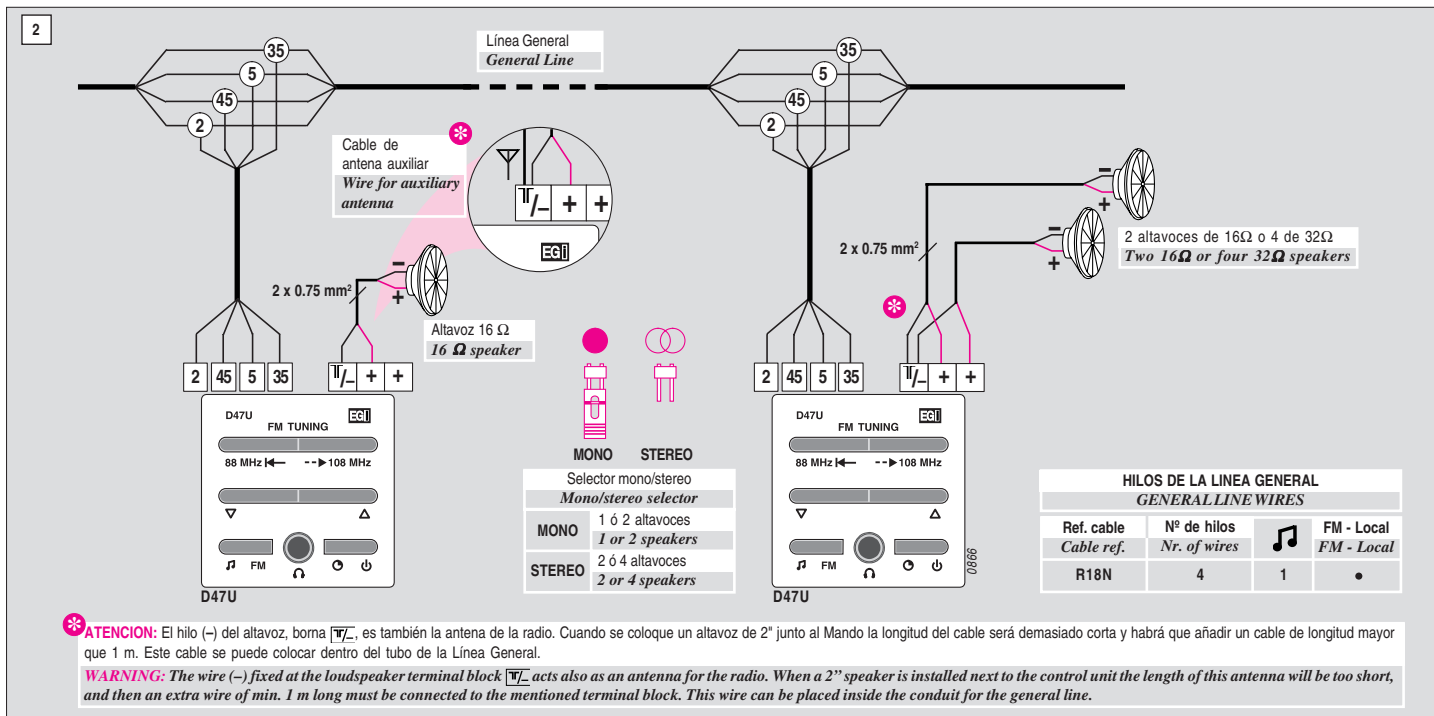 2
35
5
45
2
Línea General
General Line
35
5
45
2
Cable de
antena auxiliar
Wire for auxiliary
antenna
/– + +
EGi
2 x 0.75 mm²
–
+
Altavoz 16 Ω
16 Ω speaker
2 x 0.75 mm²
–
+
–
+
2 altavoces de 16Ω o 4 de 32Ω
Two 16Ω or four 32Ω speakers
2 45 5 35 /– + +
D47U EGi
FM TUNING
88 MHz 108 MHz
FM
D47U
MONO STEREO
Selector mono/stereo
Mono/stereo selector
MONO 1 ó 2 altavoces
1 or 2 speakers
STEREO 2 ó 4 altavoces
2 or 4 speakers
2 45 5 35 /– + +
D47U EGi
FM TUNING
88 MHz 108 MHz
FM
D47U
0866
HILOS DE LA LINEA GENERAL
GENERAL LINE WIRES
Ref. cable Nº de hilos FM - Local
Cable ref. Nr. of wires FM - Local
R18N 4 1 •
ATENCION: El hilo (–) del altavoz, borna /–, es también la antena de la radio. Cuando se coloque un altavoz de 2" junto al Mando la longitud del cable será demasiado corta y habrá que añadir un cable de longitud mayor
que 1 m. Este cable se puede colocar dentro del tubo de la Línea General.
WARNING: The wire (–) fixed at the loudspeaker terminal block /– acts also as an antenna for the radio. When a 2” speaker is installed next to the control unit the length of this antenna will be too short,
and then an extra wire of min. 1 m long must be connected to the mentioned terminal block. This wire can be placed inside the conduit for the general line.